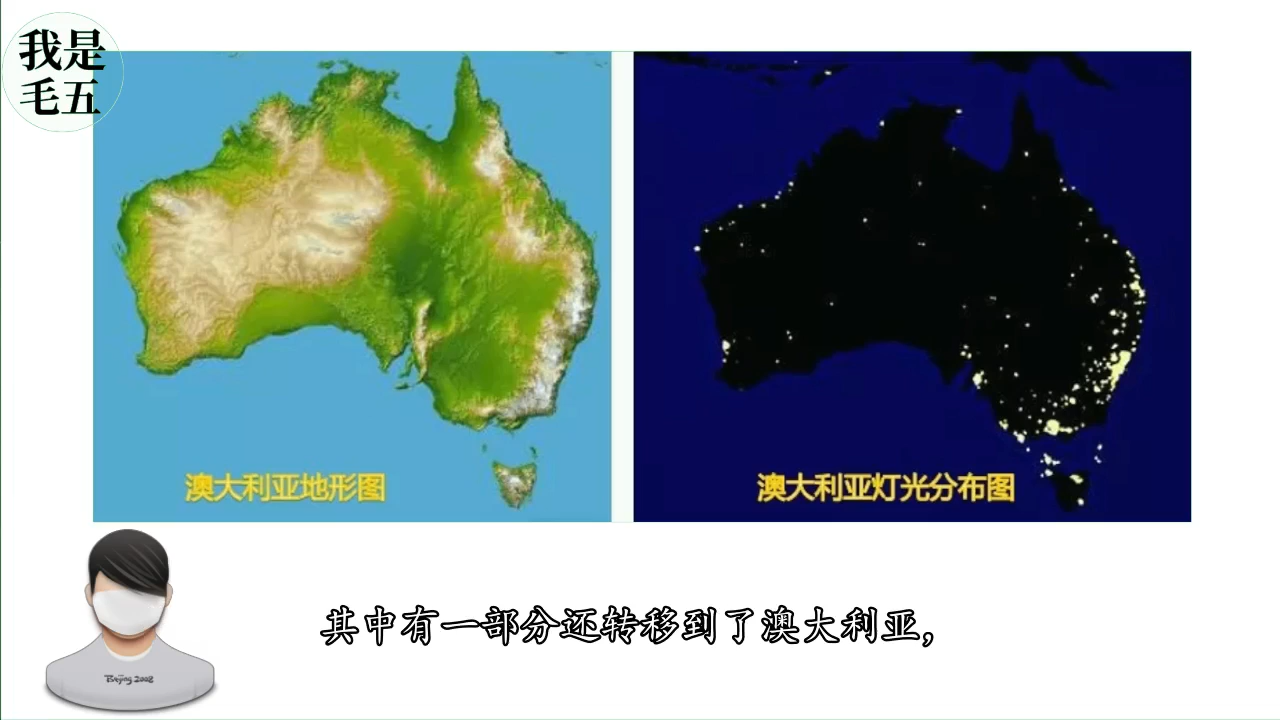 我是
毛五
澳大利亚地形图
澳大利亚灯光分布图
Beijing 2008
其中有一部分还转移到了澳大利亚，